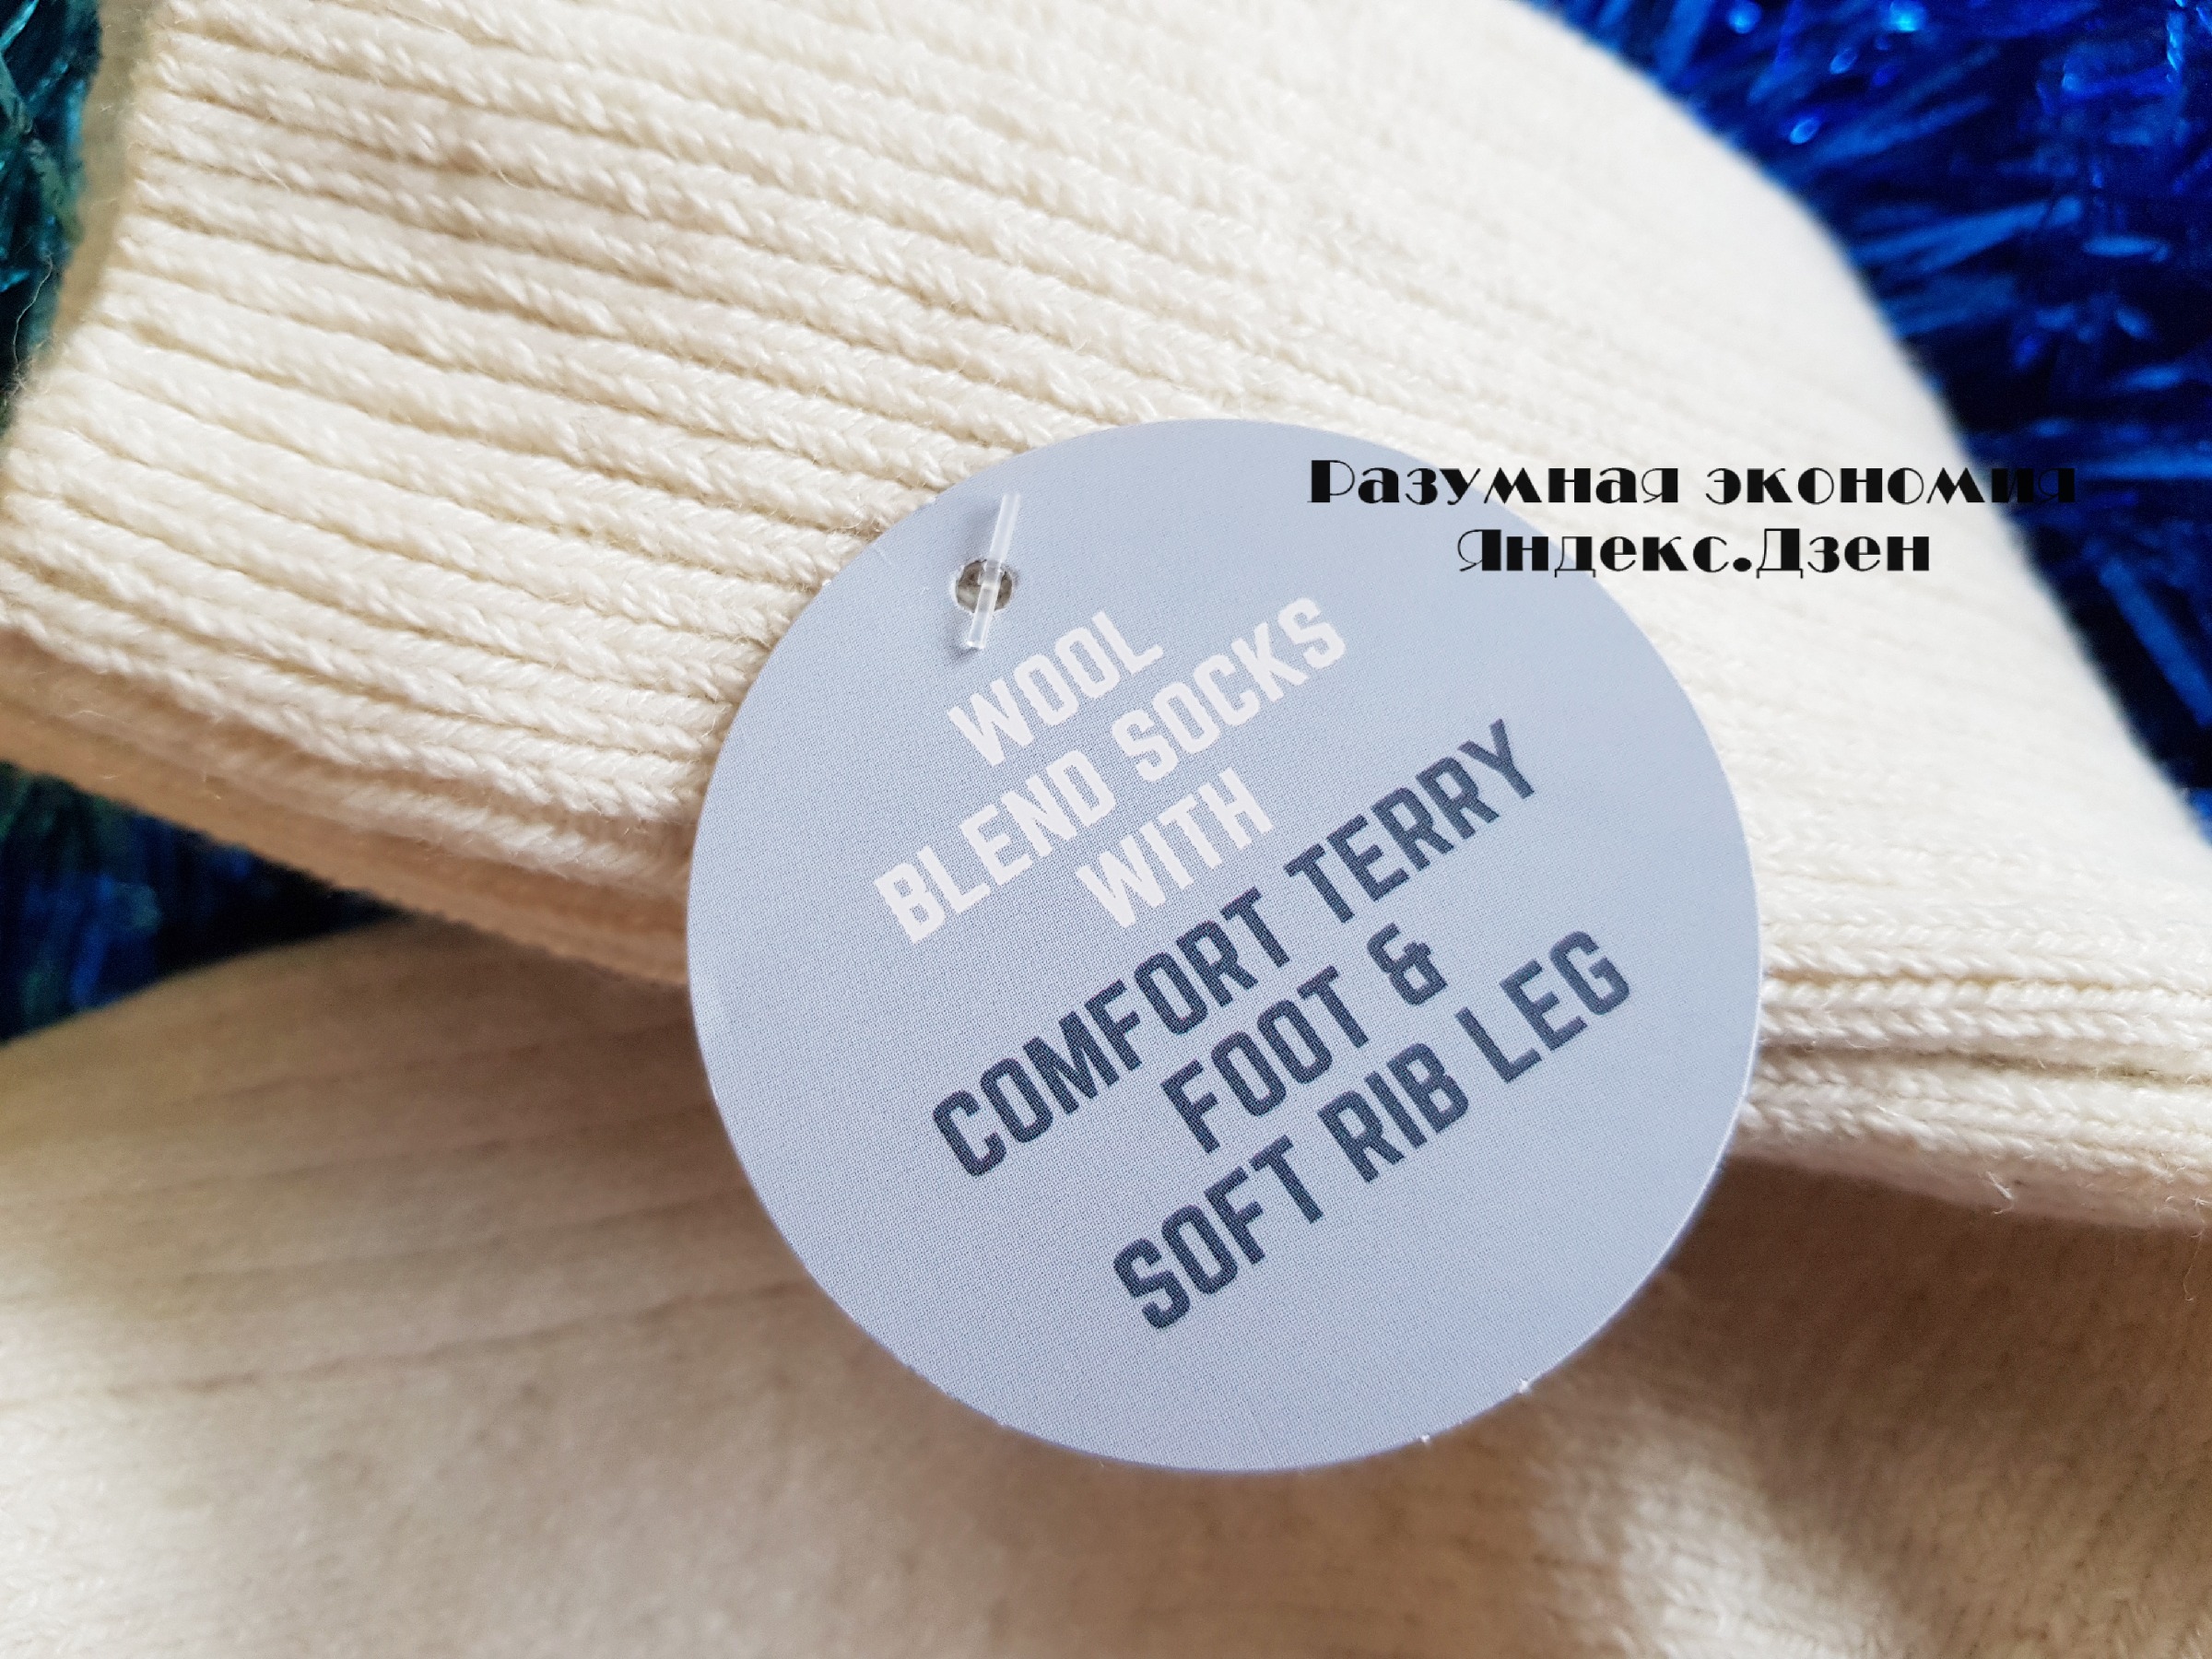 Разумная экономия
Яндекс.Дзен
WOOL
BLEND SOCKS
WITH
COMFORT TERRY
FOOT &
SOFT RIB LEG